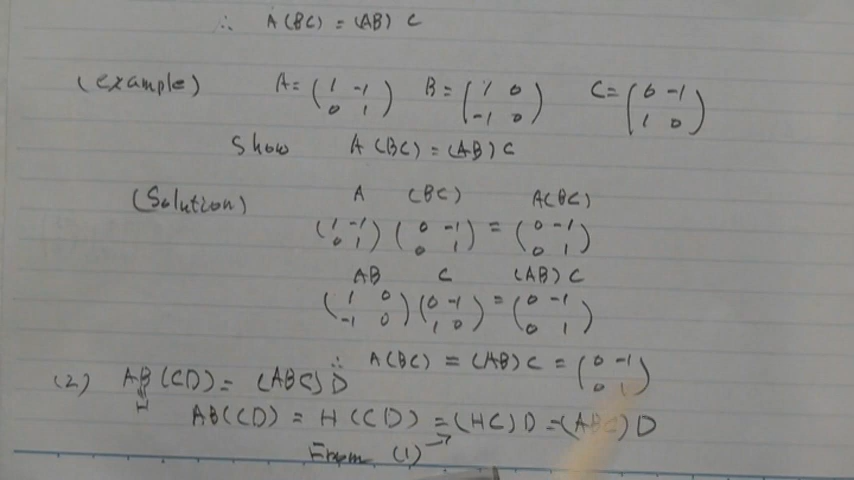 ∴ A(BC) = (AB) C
(example) A= (1 -1 0 1) B= (1 0 -1 0) C= (0 -1 1 0)
Show A (BC) = (AB) C
(Solution) A (BC) A(BC)
(1 -1 0 1) (0 -1 0 1) = (0 -1 0 1)
AB C (AB) C
(1 0 -1 0) (0 -1 1 0) = (0 -1 0 1)
∴ A(BC) = (AB) C = (0 -1 0 1)
(2) AB (CD) = (ABC) D
H
AB(CD) = H (CD) = (HC) D = (ABC) D
From (1) →